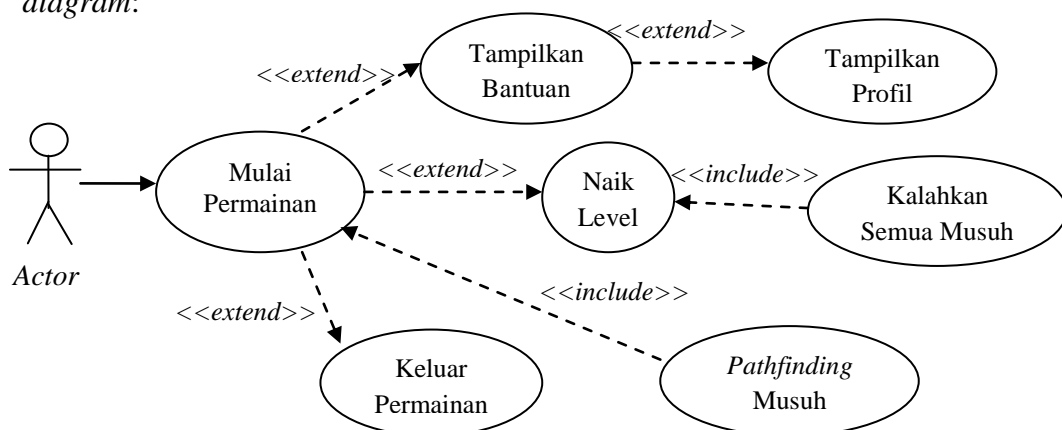 diagram:
<<extend>>
Tampilkan
Bantuan
<<extend>>
Tampilkan
Profil
Mulai
Permainan
<<extend>>
Naik
Level
<<include>>
Kalahkan
Semua Musuh
Actor
<<extend>>
<<include>>
Keluar
Permainan
Pathfinding
Musuh